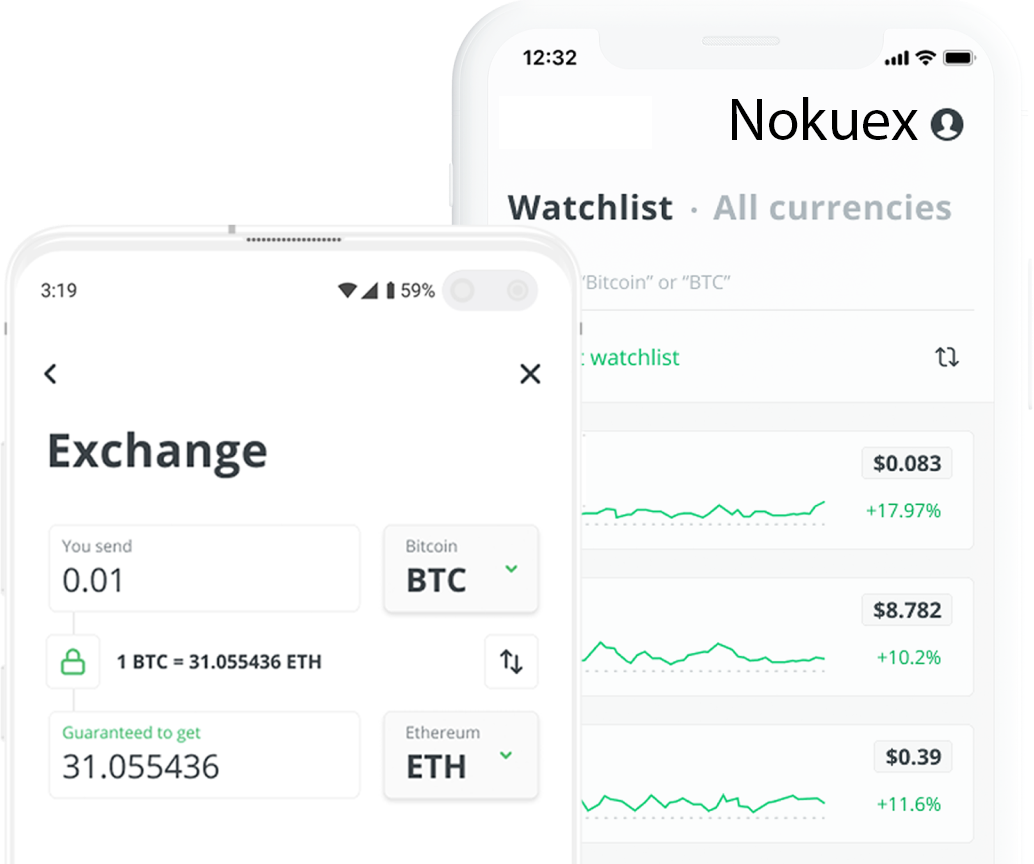 12:32
Nokuex
Watchlist · All currencies
“Bitcoin” or “BTC”
watchlist
$0.083
+17.97%
$8.782
+10.2%
$0.39
+11.6%
3:19
59%
Exchange
You send
0.01
Bitcoin
BTC
1 BTC = 31.055436 ETH
Guaranteed to get
31.055436
Ethereum
ETH